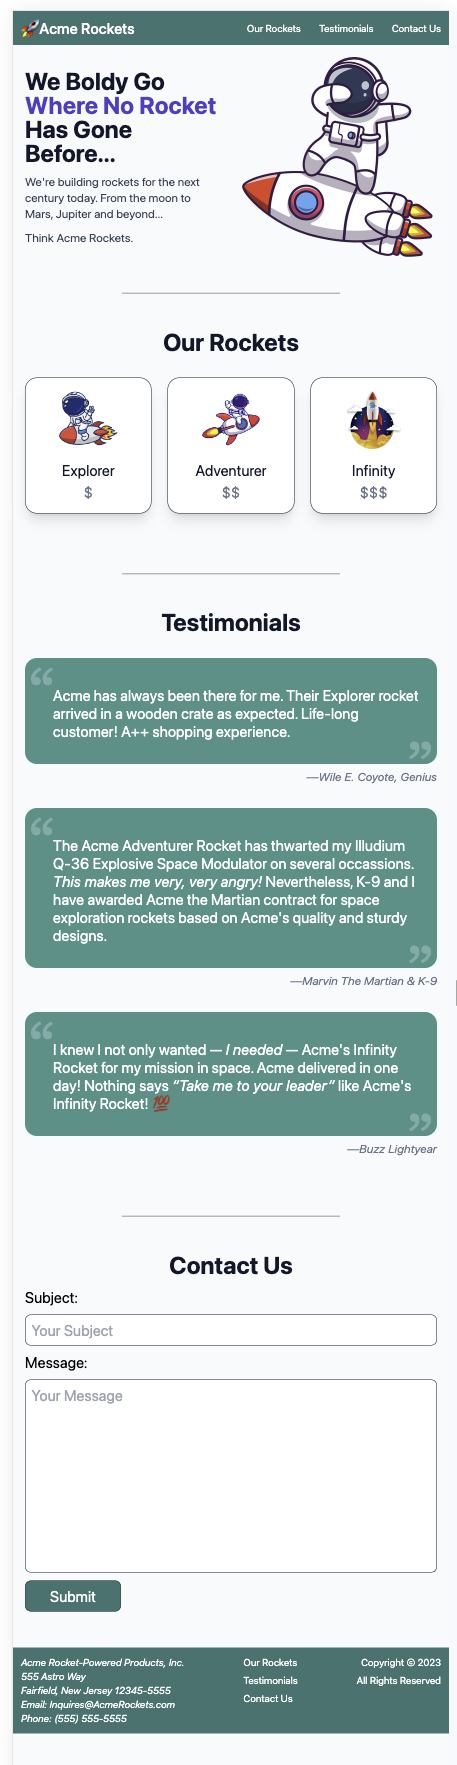 🚀Acme Rockets
Our Rockets Testimonials Contact Us
We Boldy Go
Where No Rocket
Has Gone
Before...
We're building rockets for the next
century today. From the moon to
Mars, Jupiter and beyond...
Think Acme Rockets.
Our Rockets
Explorer
$
Adventurer
$$
Infinity
$$$
Testimonials
“
Acme has always been there for me. Their Explorer rocket
arrived in a wooden crate as expected. Life-long
customer! A++ shopping experience.
”
—Wile E. Coyote, Genius
“
The Acme Adventurer Rocket has thwarted my Illudium
Q-36 Explosive Space Modulator on several occassions.
This makes me very, very angry! Nevertheless, K-9 and I
have awarded Acme the Martian contract for space
exploration rockets based on Acme's quality and sturdy
designs.
”
—Marvin The Martian & K-9
“
I knew I not only wanted — I needed — Acme's Infinity
Rocket for my mission in space. Acme delivered in one
day! Nothing says “Take me to your leader” like Acme's
Infinity Rocket! 💯
”
—Buzz Lightyear
Contact Us
Subject:
Your Subject
Message:
Your Message
Submit
Acme Rocket-Powered Products, Inc.
555 Astro Way
Fairfield, New Jersey 12345-5555
Email: Inquires@AcmeRockets.com
Phone: (555) 555-5555
Our Rockets
Testimonials
Contact Us
Copyright © 2023
All Rights Reserved